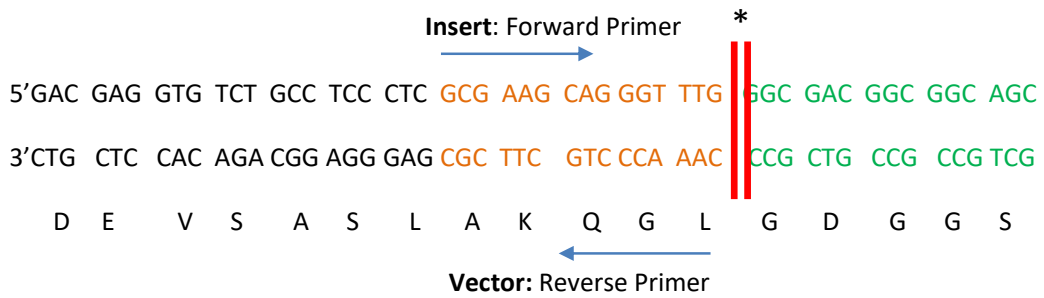 *
Insert: Forward Primer
5'GAC GAG GTG TCT GCC TCC CTC GCG AAG CAG GGT TTG GGC GAC GGC GGC AGC
3'CTG CTC CAC AGA CGG AGG GAG CGC TTC GTC CCA AAC CCG CTG CCG CCG TCG
D E V S A S L A K Q G L G D G G S
Vector: Reverse Primer